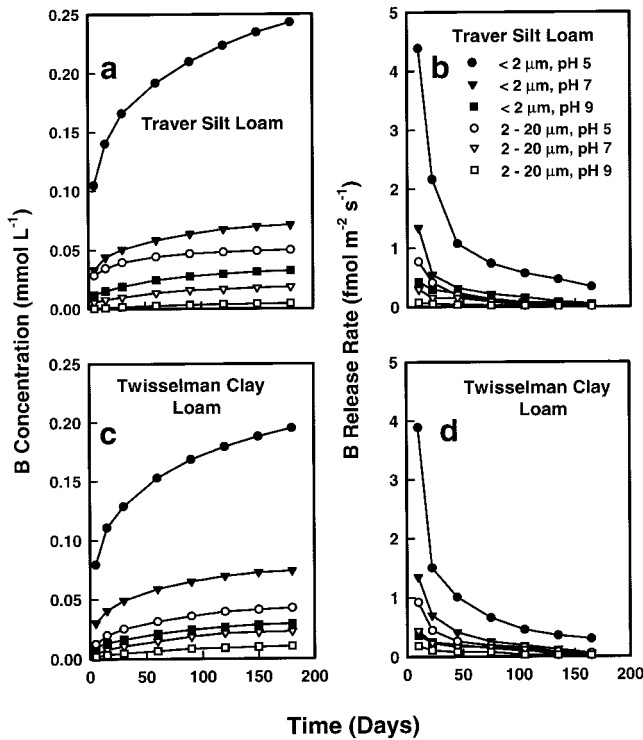 B Concentration (mmol L⁻¹)
0.25
0.20
0.15
0.10
0.05
0.00
a
Traver Silt Loam
B Release Rate (fmol m⁻² s⁻¹)
5
4
3
2
1
0
b
Traver Silt Loam
< 2 μm, pH 5
< 2 μm, pH 7
< 2 μm, pH 9
2 - 20 μm, pH 5
2 - 20 μm, pH 7
2 - 20 μm, pH 9
0.25
0.20
0.15
0.10
0.05
0.00
c
Twisselman Clay
Loam
0 50 100 150 200
5
4
3
2
1
0
d
Twisselman Clay
Loam
0 50 100 150 200
Time (Days)